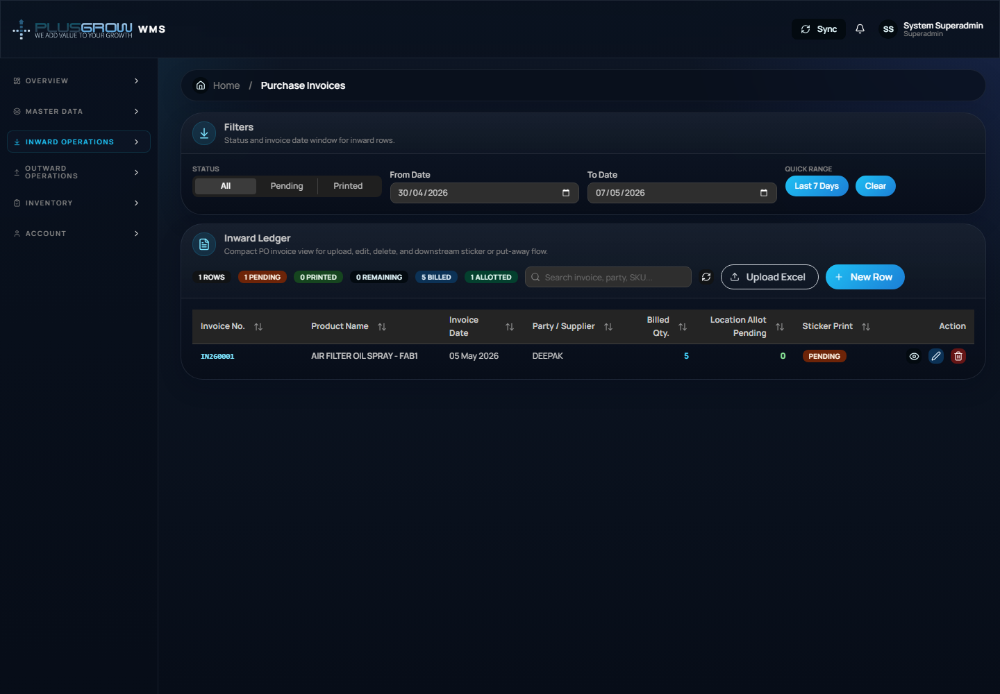 PLUSGROW WMS
WE ADD VALUE TO YOUR GROWTH
Sync
SS
System Superadmin
Superadmin
OVERVIEW
MASTER DATA
INWARD OPERATIONS
OUTWARD
OPERATIONS
INVENTORY
ACCOUNT
Home / Purchase Invoices
Filters
Status and invoice date window for inward rows.
STATUS
All Pending Printed
From Date
30/04/2026
To Date
07/05/2026
QUICK RANGE
Last 7 Days Clear
Inward Ledger
Compact PO invoice view for upload, edit, delete, and downstream sticker or put-away flow.
1 ROWS 1 PENDING 0 PRINTED 0 REMAINING 5 BILLED 1 ALLOTTED Search invoice, party, SKU... Upload Excel + New Row
Invoice No. Product Name Invoice Date Party / Supplier Billed Qty. Location Allot Pending Sticker Print Action
IN260001 AIR FILTER OIL SPRAY - FAB1 05 May 2026 DEEPAK 5 0 PENDING